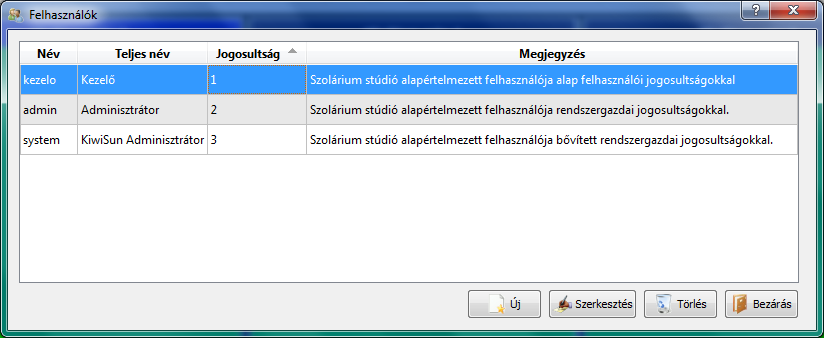 Felhasználók
Név Teljes név Jogosultság Megjegyzés
kezelo Kezelő 1 Szolárium stúdió alapértelmezett felhasználója alap felhasználói jogosultságokkal
admin Adminisztrátor 2 Szolárium stúdió alapértelmezett felhasználója rendszergazdai jogosultságokkal.
system KiwiSun Adminisztrátor 3 Szolárium stúdió alapértelmezett felhasználója bővített rendszergazdai jogosultságokkal.
Új Szerkesztés Törlés Bezárás